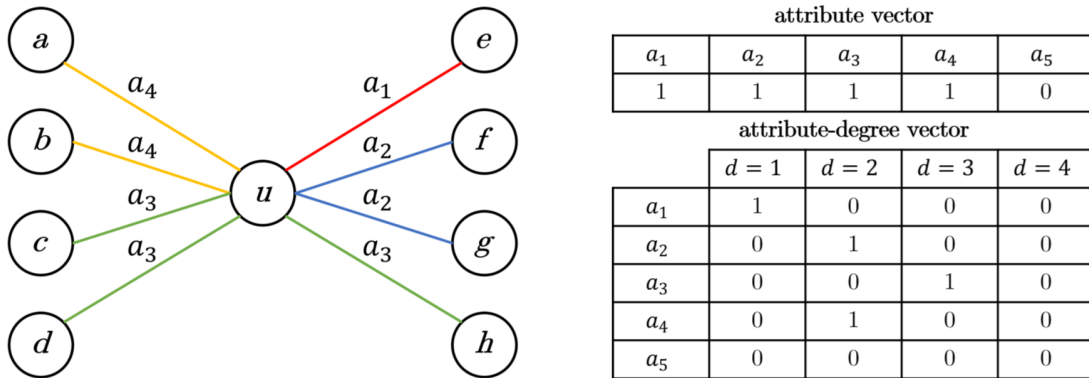 a
e
a₄
a₁
b
f
a₄
a₂
u
a₃
a₂
c
g
a₃
a₃
d
h
attribute vector
a₁ a₂ a₃ a₄ a₅
1 1 1 1 0
attribute-degree vector
d = 1 d = 2 d = 3 d = 4
a₁ 1 0 0 0
a₂ 0 1 0 0
a₃ 0 0 1 0
a₄ 0 1 0 0
a₅ 0 0 0 0